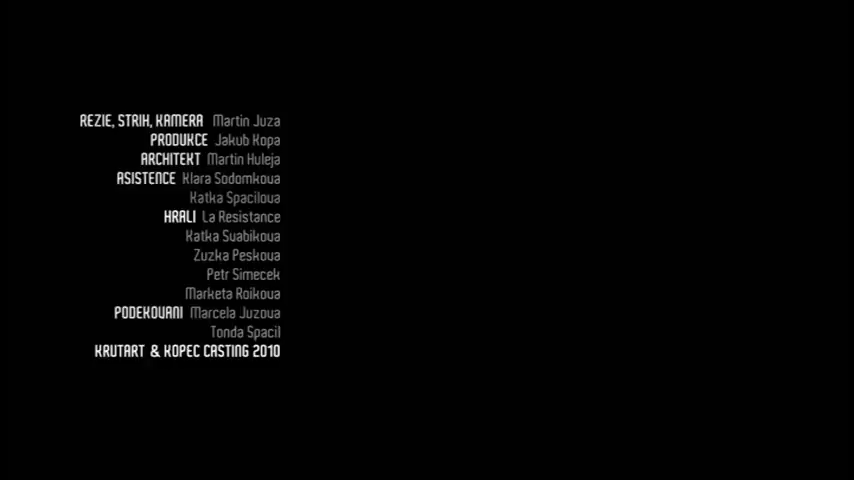 REZIE, STRIH, KAMERA Martin Juza
PRODUKCE Jakub Kopa
ARCHITEKT Martin Huleja
ASISTENCE Klara Sodomkova
Katka Spacilova
HRALI La Resistance
Katka Svabikova
Zuzka Peskova
Petr Simecek
Marketa Roikova
PODEKOVANI Marcela Juzova
Tonda Spacil
KRUTART & KOPEC CASTING 2010